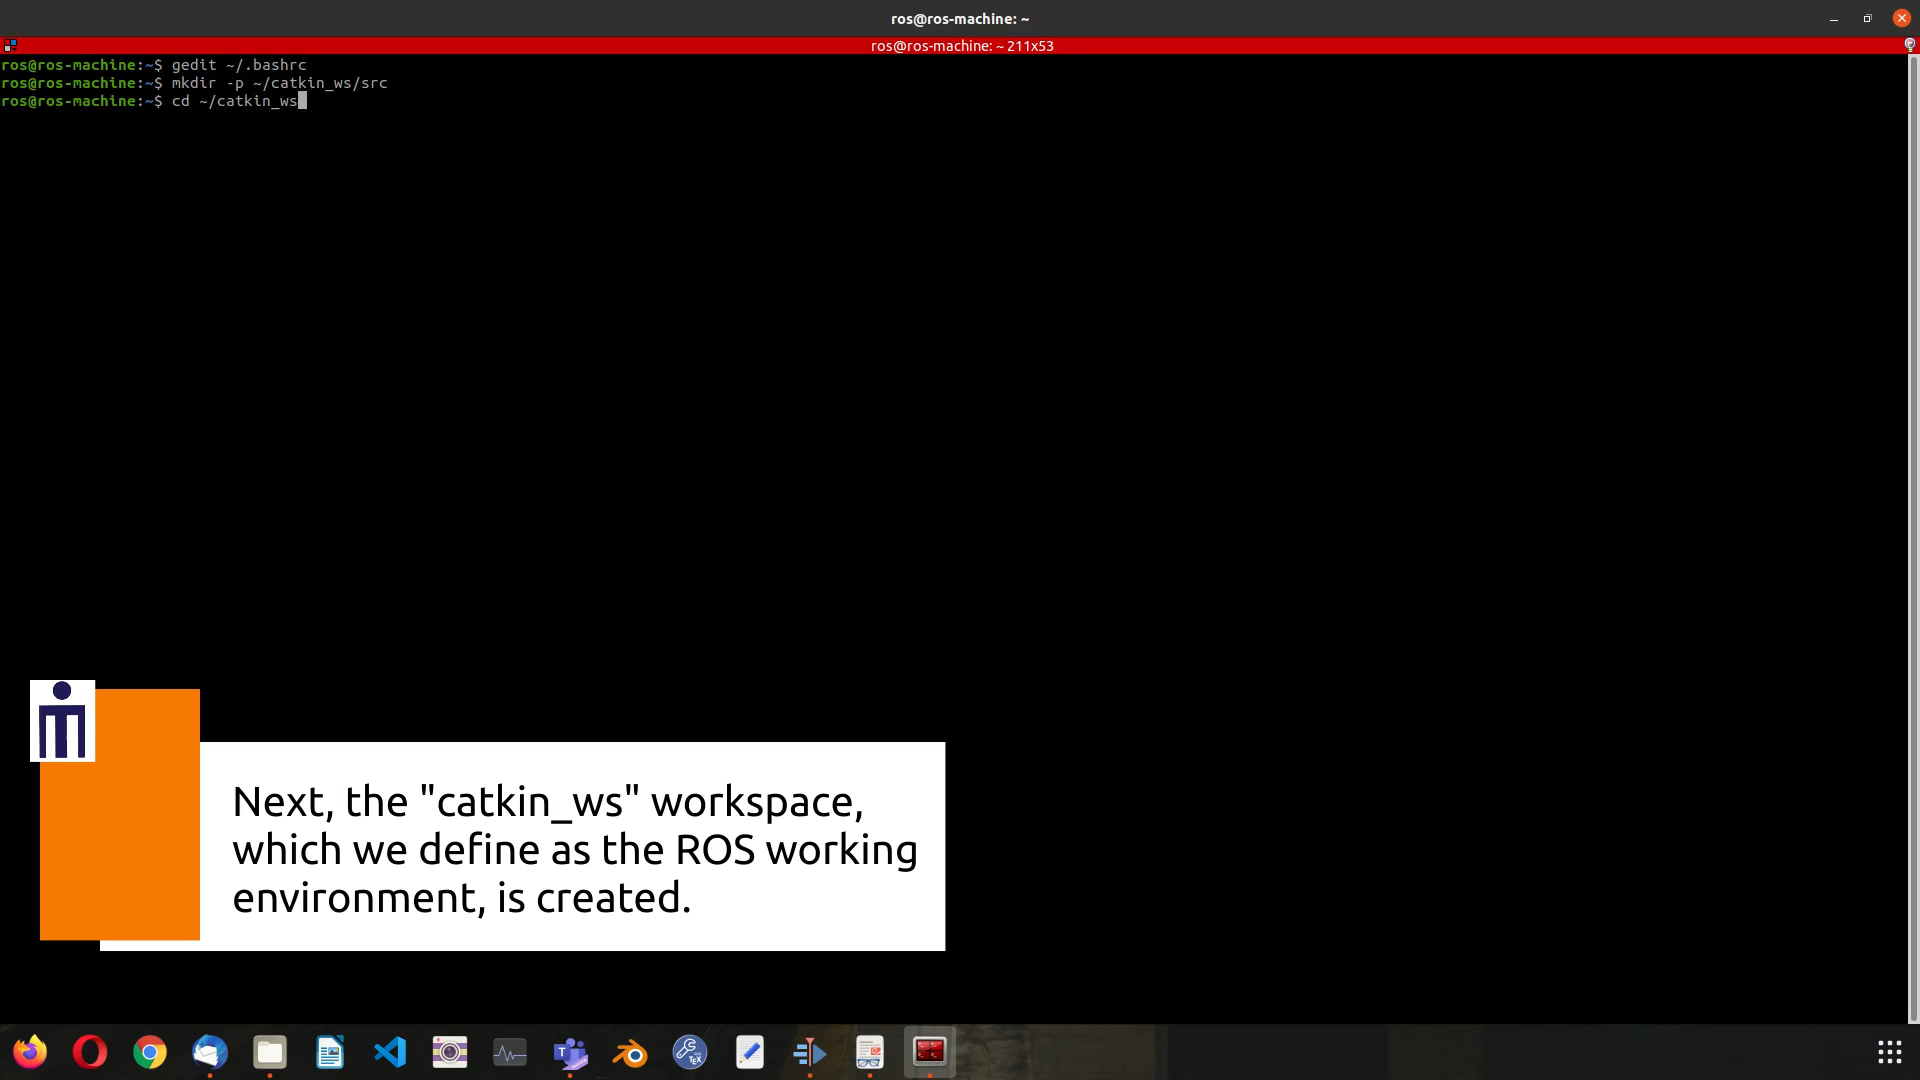 ros@ros-machine: ~
ros@ros-machine: ~ 211x53
ros@ros-machine:~$ gedit ~/.bashrc
ros@ros-machine:~$ mkdir -p ~/catkin_ws/src
ros@ros-machine:~$ cd ~/catkin_ws
Next, the "catkin_ws" workspace,
which we define as the ROS working
environment, is created.